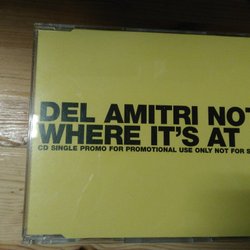 DEL AMITRI NOT
WHERE IT'S AT
CD SINGLE PROMO FOR PROMOTIONAL USE ONLY NOT FOR S